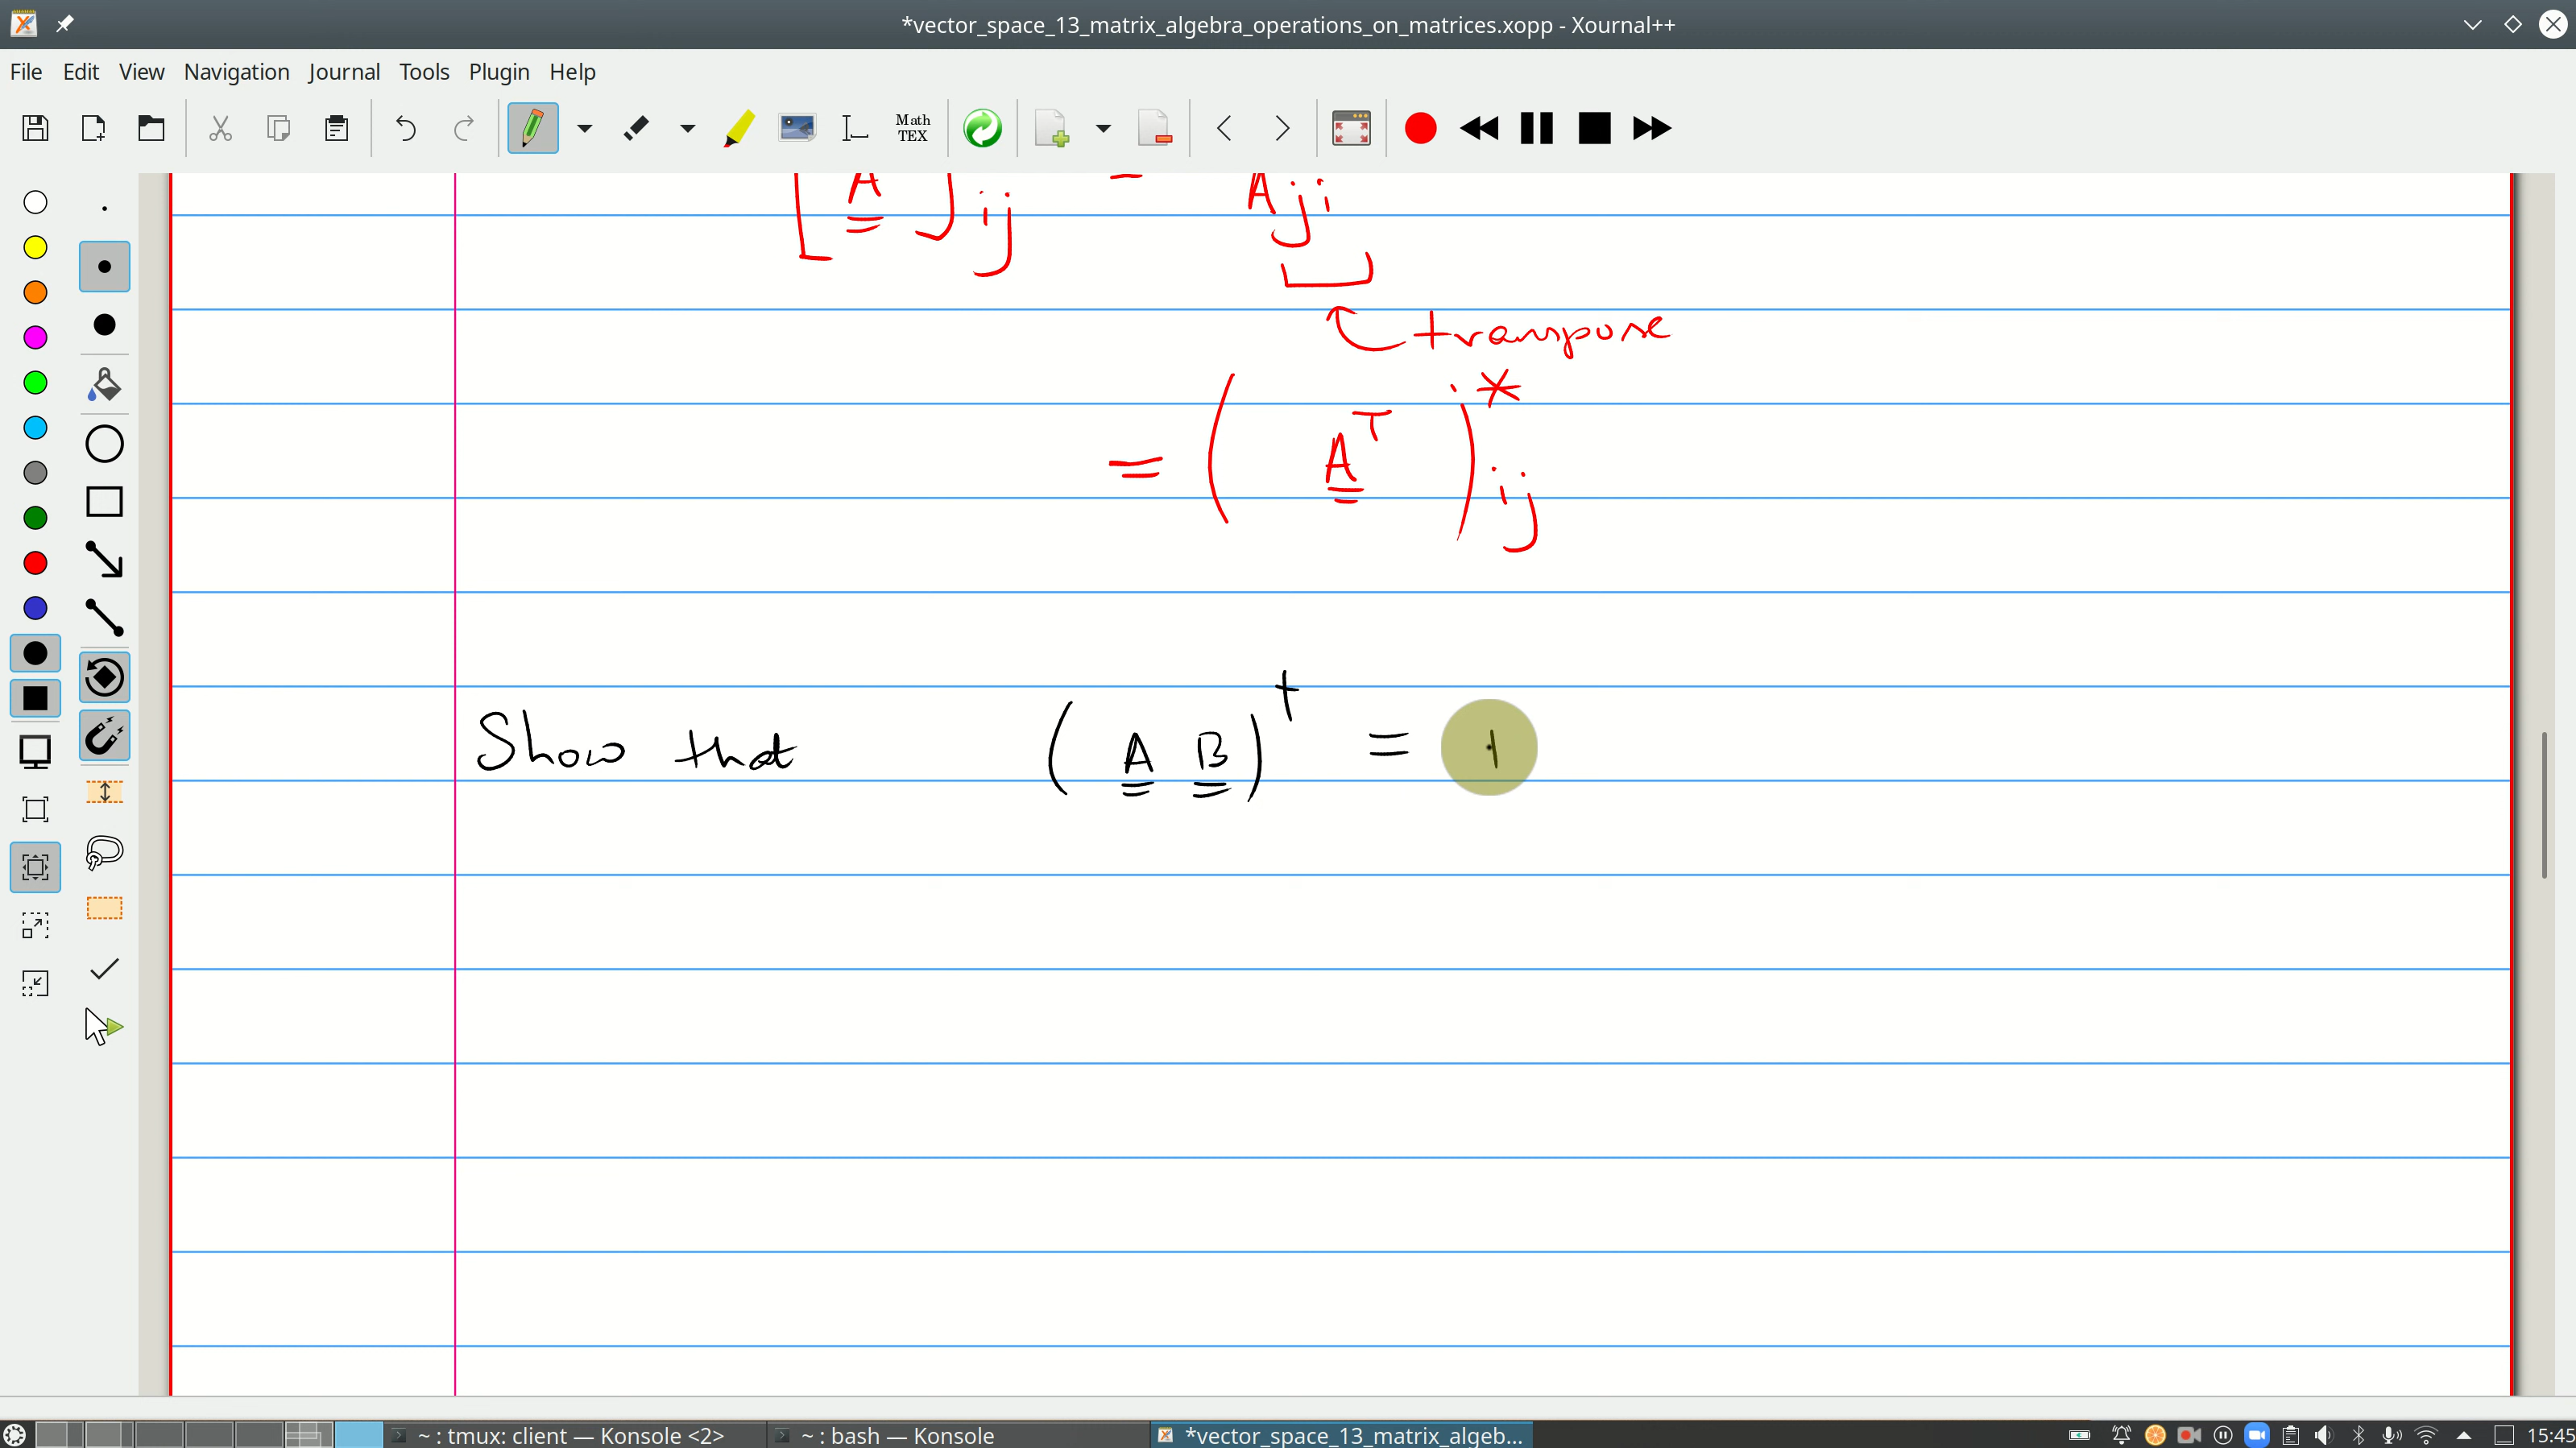 *vector_space_13_matrix_algebra_operations_on_matrices.xopp - Xournal++
File Edit View Navigation Journal Tools Plugin Help
Math
TEX
[A]ij = Aji
transpose
= (A^T)*ij
Show that (A B)† =
~ : tmux: client — Konsole <2>
~ : bash — Konsole
*vector_space_13_matrix_algeb...
15:45